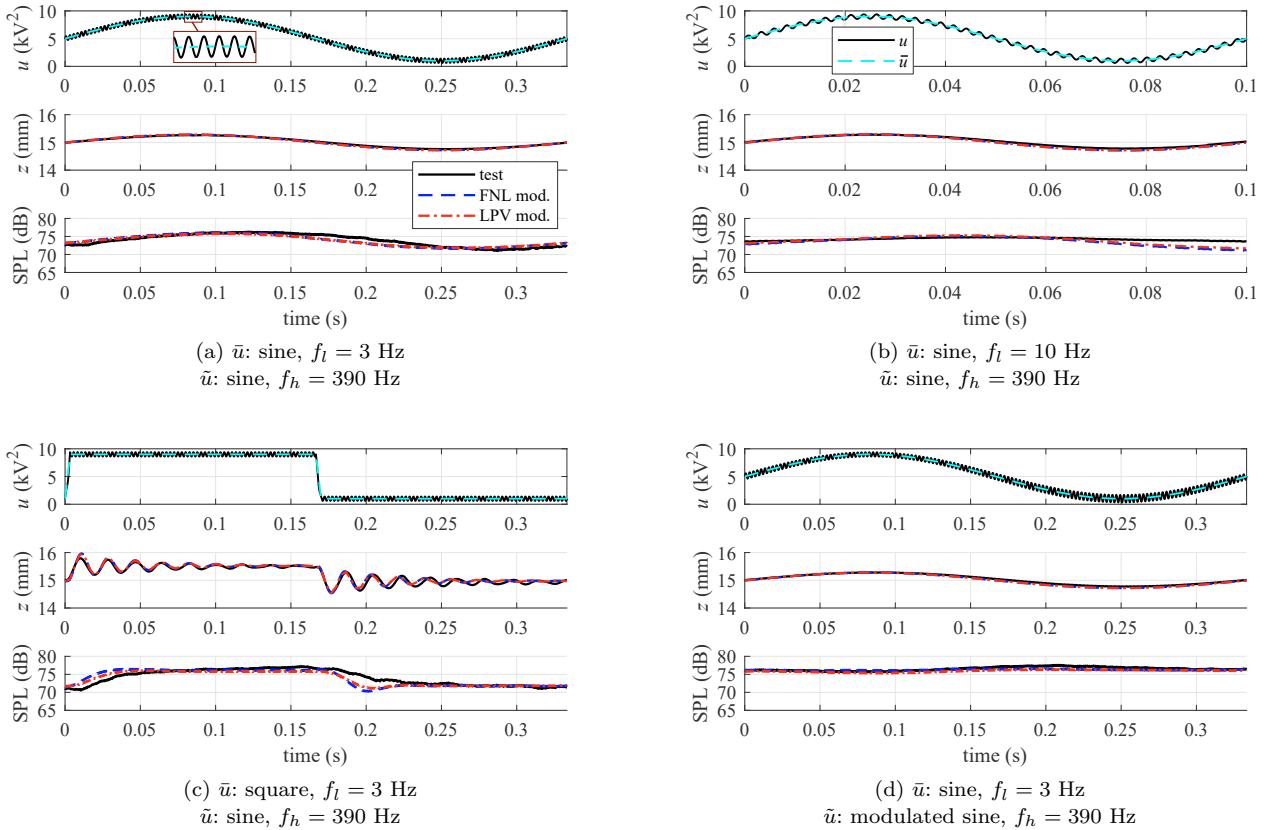 u (kV²)
10
5
0
0 0.05 0.1 0.15 0.2 0.25 0.3
z (mm)
16
15
14
0 0.05 0.1 0.15 0.2 0.25 0.3
test
FNL mod.
LPV mod.
SPL (dB)
80
75
70
65
0 0.05 0.1 0.15 0.2 0.25 0.3
time (s)
(a) ū: sine, f_l = 3 Hz
ũ: sine, f_h = 390 Hz
u (kV²)
10
5
0
u
ū
0 0.02 0.04 0.06 0.08 0.1
z (mm)
16
15
14
0 0.02 0.04 0.06 0.08 0.1
SPL (dB)
80
75
70
65
0 0.02 0.04 0.06 0.08 0.1
time (s)
(b) ū: sine, f_l = 10 Hz
ũ: sine, f_h = 390 Hz
u (kV²)
10
5
0
0 0.05 0.1 0.15 0.2 0.25 0.3
z (mm)
16
15
14
0 0.05 0.1 0.15 0.2 0.25 0.3
SPL (dB)
80
75
70
65
0 0.05 0.1 0.15 0.2 0.25 0.3
time (s)
(c) ū: square, f_l = 3 Hz
ũ: sine, f_h = 390 Hz
u (kV²)
10
5
0
0 0.05 0.1 0.15 0.2 0.25 0.3
z (mm)
16
15
14
0 0.05 0.1 0.15 0.2 0.25 0.3
SPL (dB)
80
75
70
65
0 0.05 0.1 0.15 0.2 0.25 0.3
time (s)
(d) ū: sine, f_l = 3 Hz
ũ: modulated sine, f_h = 390 Hz